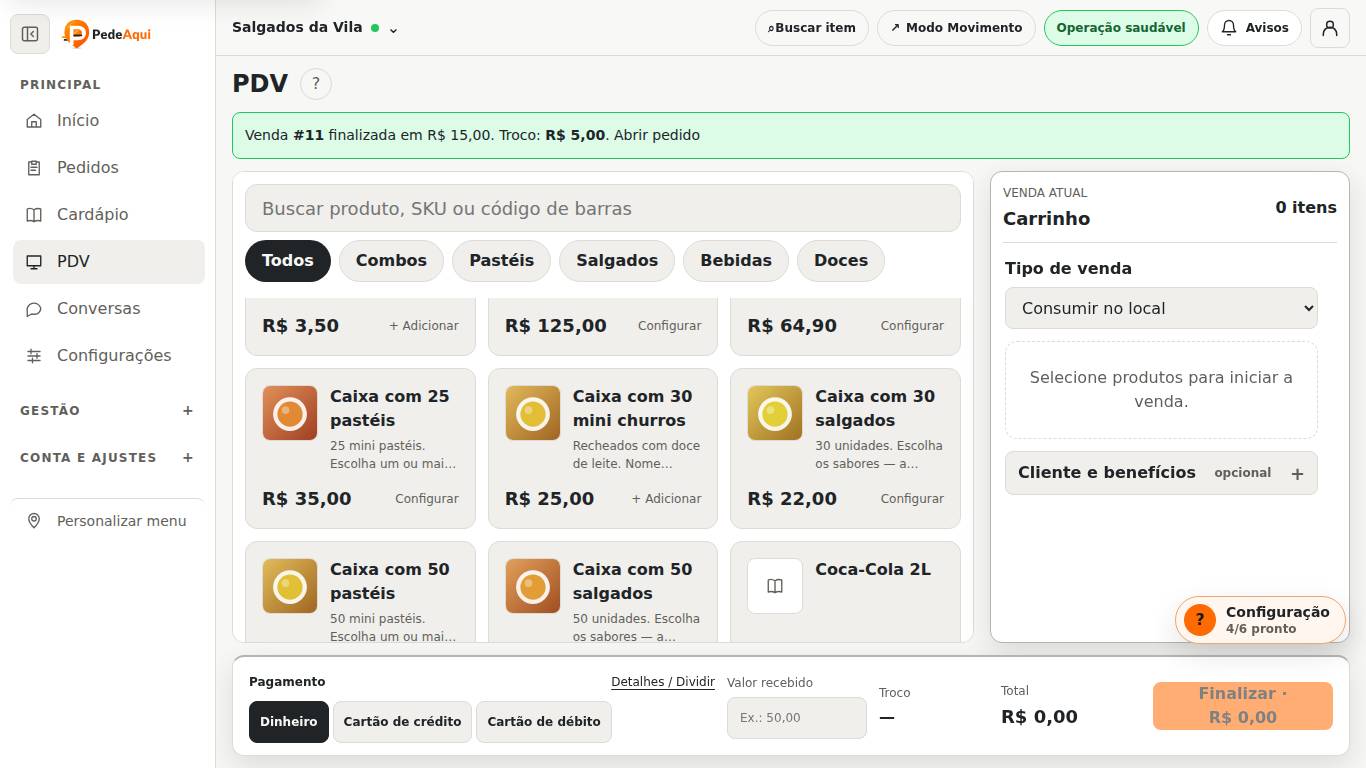 PedeAqui
Salgados da Vila
⌕Buscar item
↗ Modo Movimento
Operação saudável
Avisos
PRINCIPAL
Início
Pedidos
Cardápio
PDV
Conversas
Configurações
GESTÃO +
CONTA E AJUSTES +
Personalizar menu
PDV ?
Venda #11 finalizada em R$ 15,00. Troco: R$ 5,00. Abrir pedido
Buscar produto, SKU ou código de barras
Todos Combos Pastéis Salgados Bebidas Doces
R$ 3,50 + Adicionar
R$ 125,00 Configurar
R$ 64,90 Configurar
Caixa com 25
pastéis
25 mini pastéis.
Escolha um ou mai…
R$ 35,00 Configurar
Caixa com 30
mini churros
Recheados com doce
de leite. Nome…
R$ 25,00 + Adicionar
Caixa com 30
salgados
30 unidades. Escolha
os sabores — a…
R$ 22,00 Configurar
Caixa com 50
pastéis
50 mini pastéis.
Escolha um ou mai…
Caixa com 50
salgados
50 unidades. Escolha
os sabores — a…
Coca-Cola 2L
VENDA ATUAL
Carrinho
0 itens
Tipo de venda
Consumir no local
Selecione produtos para iniciar a
venda.
Cliente e benefícios opcional +
? Configuração
4/6 pronto
Pagamento
Detalhes / Dividir
Dinheiro Cartão de crédito Cartão de débito
Valor recebido
Ex.: 50,00
Troco
—
Total
R$ 0,00
Finalizar ·
R$ 0,00